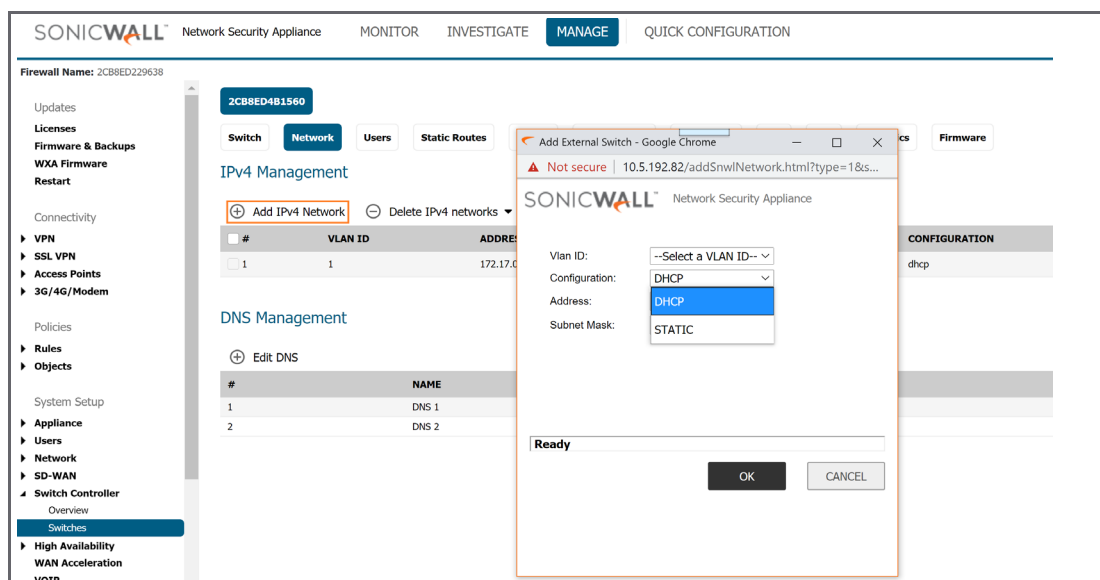 SONICWALL Network Security Appliance MONITOR INVESTIGATE MANAGE QUICK CONFIGURATION
Firewall Name: 2CB8ED229638
Updates
Licenses
Firmware & Backups
WXA Firmware
Restart
Connectivity
VPN
SSL VPN
Access Points
3G/4G/Modem
Policies
Rules
Objects
System Setup
Appliance
Users
Network
SD-WAN
Switch Controller
Overview
Switches
High Availability
WAN Acceleration
VOIP
2CB8ED4B1560
Switch Network Users Static Routes cs Firmware
IPv4 Management
Add IPv4 Network Delete IPv4 networks
# VLAN ID ADDRE CONFIGURATION
1 1 172.17.0 dhcp
DNS Management
Edit DNS
# NAME
1 DNS 1
2 DNS 2
Add External Switch - Google Chrome
Not secure | 10.5.192.82/addSnwlNetwork.html?type=1&s...
SONICWALL Network Security Appliance
Vlan ID: --Select a VLAN ID--
Configuration: DHCP
Address: DHCP
Subnet Mask: STATIC
Ready
OK CANCEL